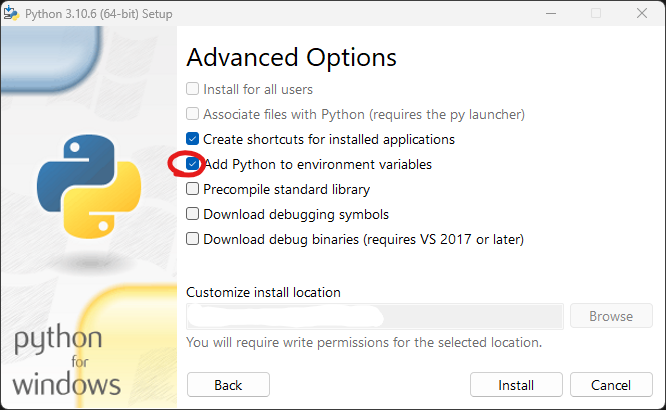 Python 3.10.6 (64-bit) Setup
Advanced Options
Install for all users
Associate files with Python (requires the py launcher)
Create shortcuts for installed applications
Add Python to environment variables
Precompile standard library
Download debugging symbols
Download debug binaries (requires VS 2017 or later)
Customize install location
Browse
You will require write permissions for the selected location.
python
for
windows
Back
Install
Cancel